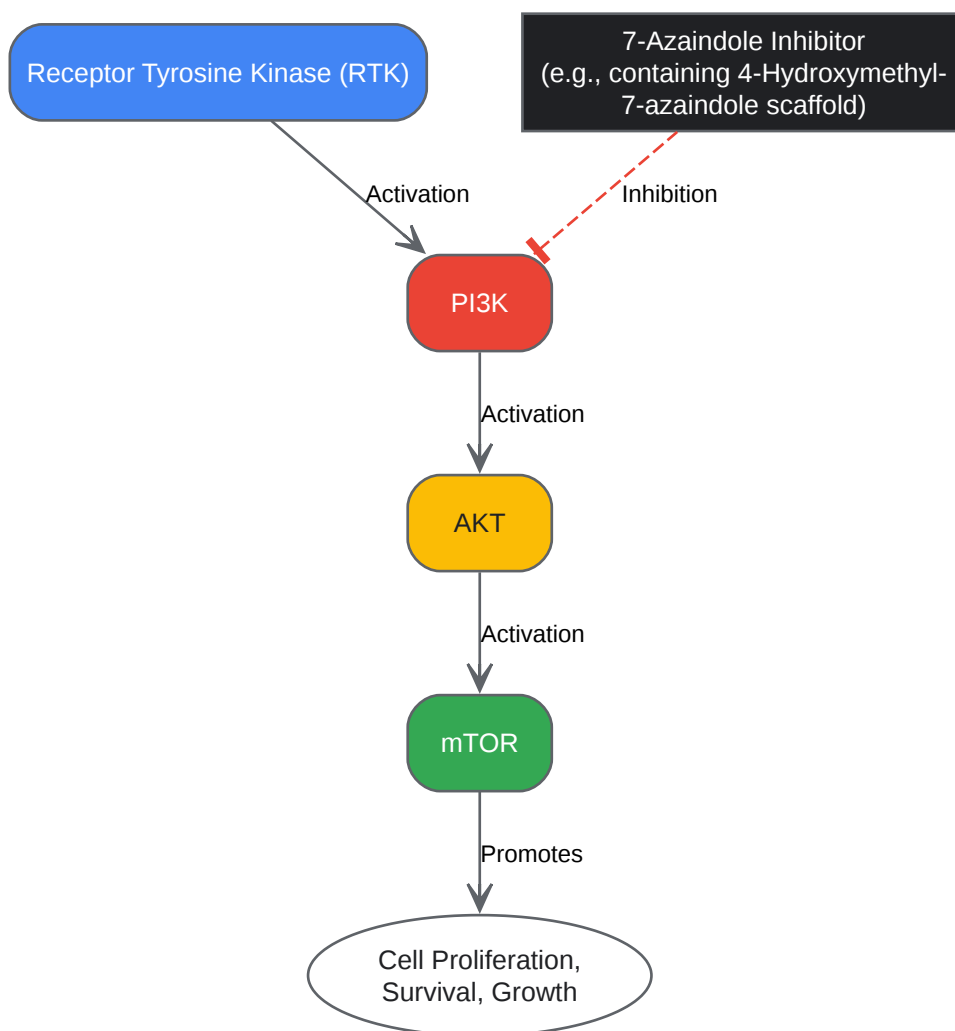 Receptor Tyrosine Kinase (RTK)
7-Azaindole Inhibitor
(e.g., containing 4-Hydroxymethyl-
7-azaindole scaffold)
Activation
Inhibition
PI3K
Activation
AKT
Activation
mTOR
Promotes
Cell Proliferation,
Survival, Growth